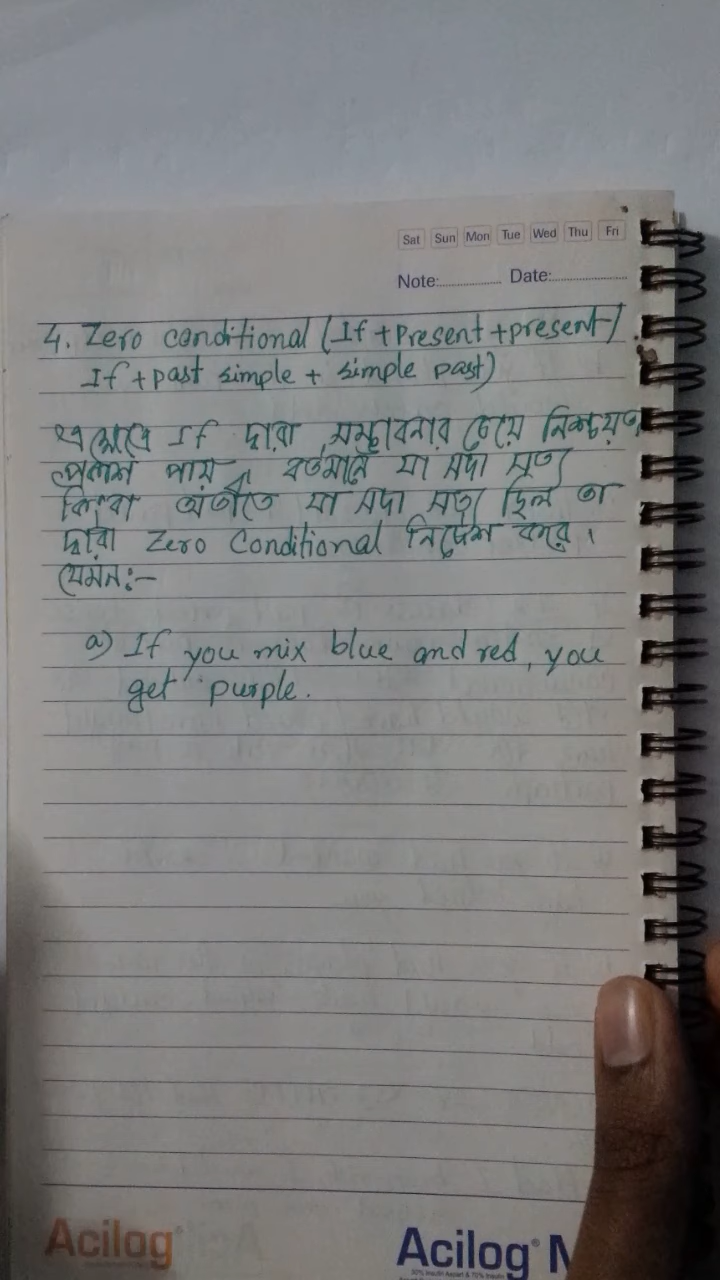 Sat Sun Mon Tue Wed Thu Fri
Note:.................... Date:.........................
4. Zero conditional (If + Present + present /
If + past simple + simple past)
এ ক্ষেত্রে If দ্বারা সম্ভাবনার চেয়ে নিশ্চয়তা
প্রকাশ পায়। বর্তমানে যা সদা সত্য
কিংবা অতীতে যা সদা সত্য ছিল তা
দ্বারা Zero Conditional নির্দেশ করে।
যেমন:-
a) If you mix blue and red, you
get purple.
Acilog® Acilog® N